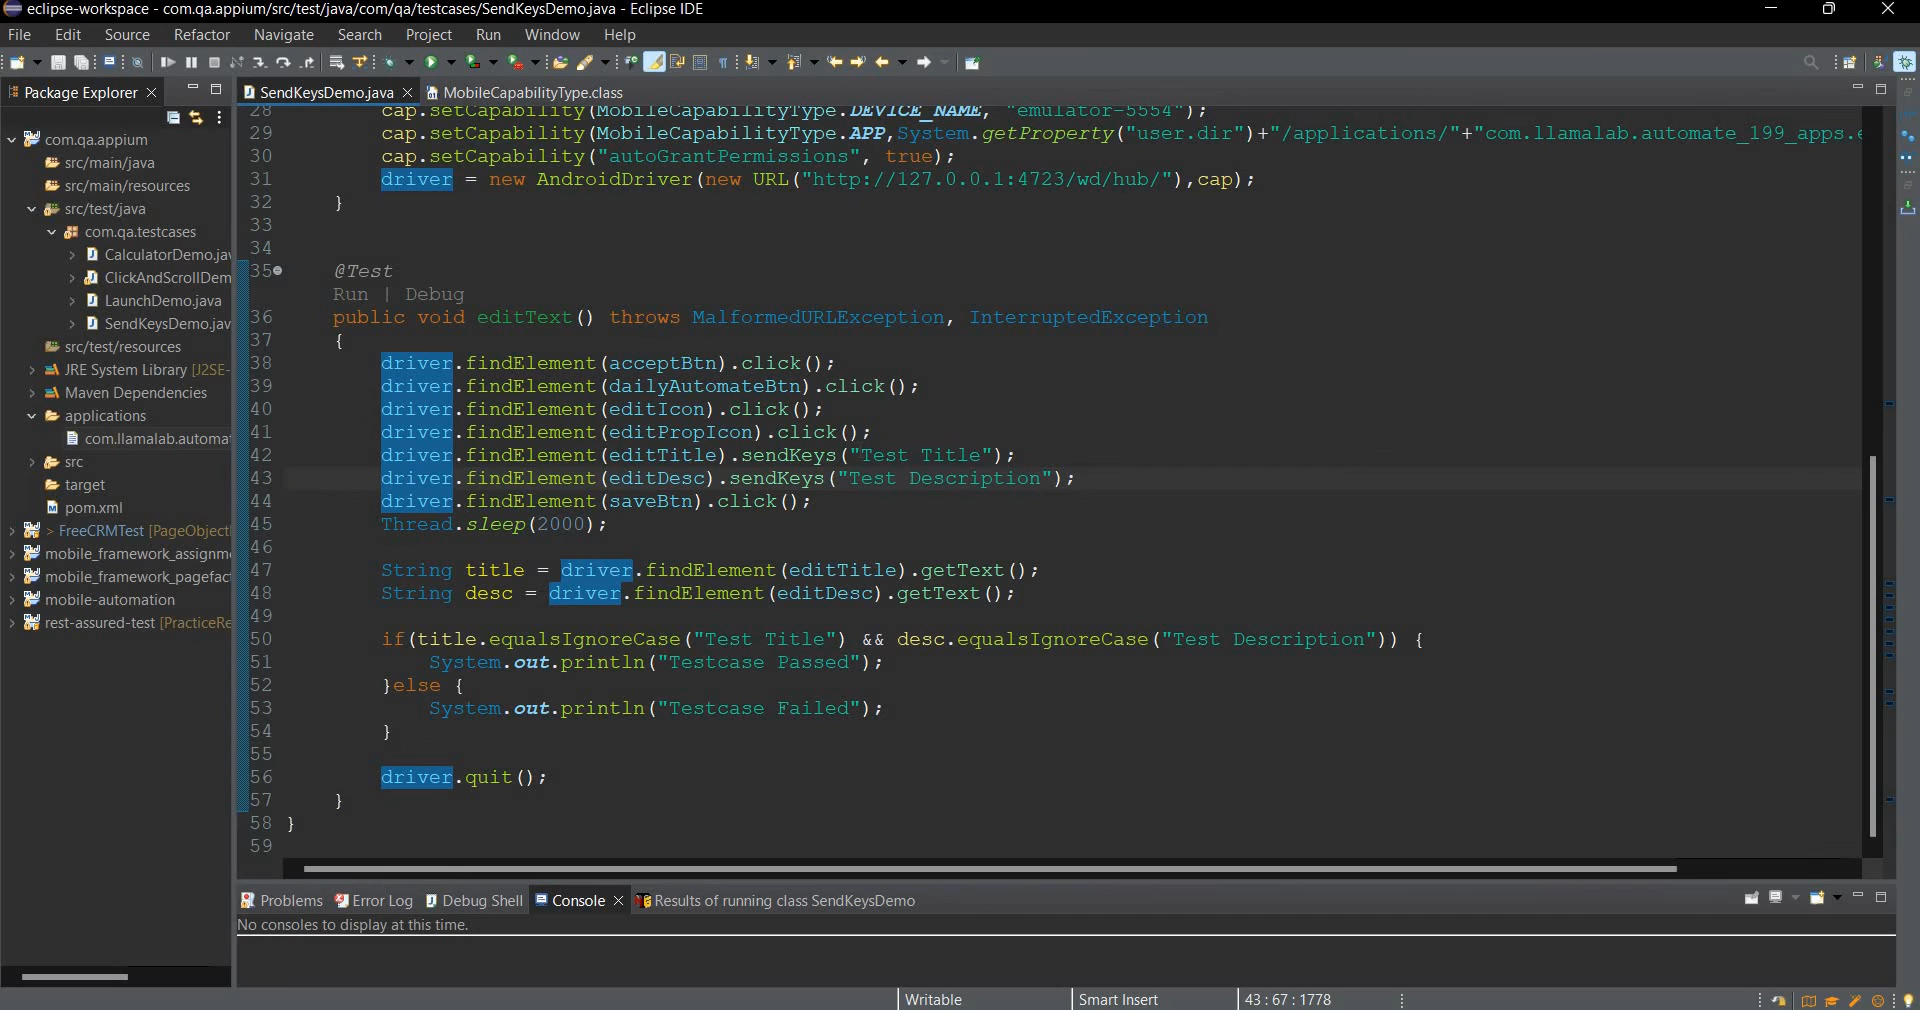 eclipse-workspace - com.qa.appium/src/test/java/com/qa/testcases/SendKeysDemo.java - Eclipse IDE
File Edit Source Refactor Navigate Search Project Run Window Help
Package Explorer
SendKeysDemo.java
MobileCapabilityType.class
com.qa.appium
src/main/java
src/main/resources
src/test/java
com.qa.testcases
CalculatorDemo.jav
ClickAndScrollDem
LaunchDemo.java
SendKeysDemo.jav
src/test/resources
JRE System Library [J2SE-
Maven Dependencies
applications
com.llamalab.automat
src
target
pom.xml
> FreeCRMTest [PageObjectI
mobile_framework_assignm
mobile_framework_pagefac
mobile-automation
rest-assured-test [PracticeRe
28 cap.setCapability(MobileCapabilityType.DEVICE_NAME, "emulator-5554");
29 cap.setCapability(MobileCapabilityType.APP,System.getProperty("user.dir")+"/applications/"+"com.llamalab.automate_199_apps.e
30 cap.setCapability("autoGrantPermissions", true);
31 driver = new AndroidDriver(new URL("http://127.0.0.1:4723/wd/hub/"),cap);
32 }
33
34
35 @Test
Run | Debug
36 public void editText() throws MalformedURLException, InterruptedException
37 {
38 driver.findElement(acceptBtn).click();
39 driver.findElement(dailyAutomateBtn).click();
40 driver.findElement(editIcon).click();
41 driver.findElement(editPropIcon).click();
42 driver.findElement(editTitle).sendKeys("Test Title");
43 driver.findElement(editDesc).sendKeys("Test Description");
44 driver.findElement(saveBtn).click();
45 Thread.sleep(2000);
46
47 String title = driver.findElement(editTitle).getText();
48 String desc = driver.findElement(editDesc).getText();
49
50 if(title.equalsIgnoreCase("Test Title") && desc.equalsIgnoreCase("Test Description")) {
51 System.out.println("Testcase Passed");
52 }else {
53 System.out.println("Testcase Failed");
54 }
55
56 driver.quit();
57 }
58 }
59
Problems Error Log Debug Shell Console Results of running class SendKeysDemo
No consoles to display at this time.
Writable Smart Insert 43 : 67 : 1778